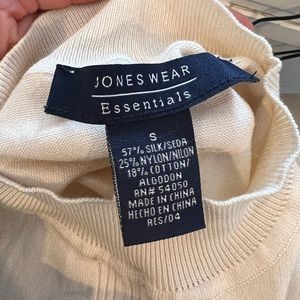 JONES WEAR
Essentials
S
57% SILK/SEDA
25% NYLON/NILON
18% COTTON/
ALGODON
RN# 54050
MADE IN CHINA
HECHO EN CHINA
RES/04